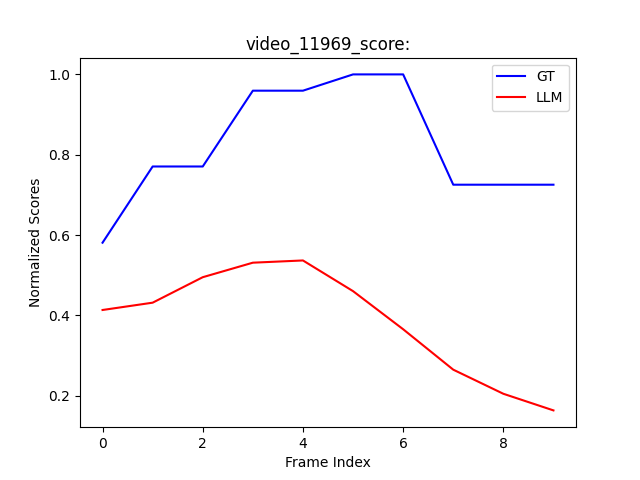 video_11969_score:
GT
LLM
Normalized Scores
1.0
0.8
0.6
0.4
0.2
0 2 4 6 8
Frame Index